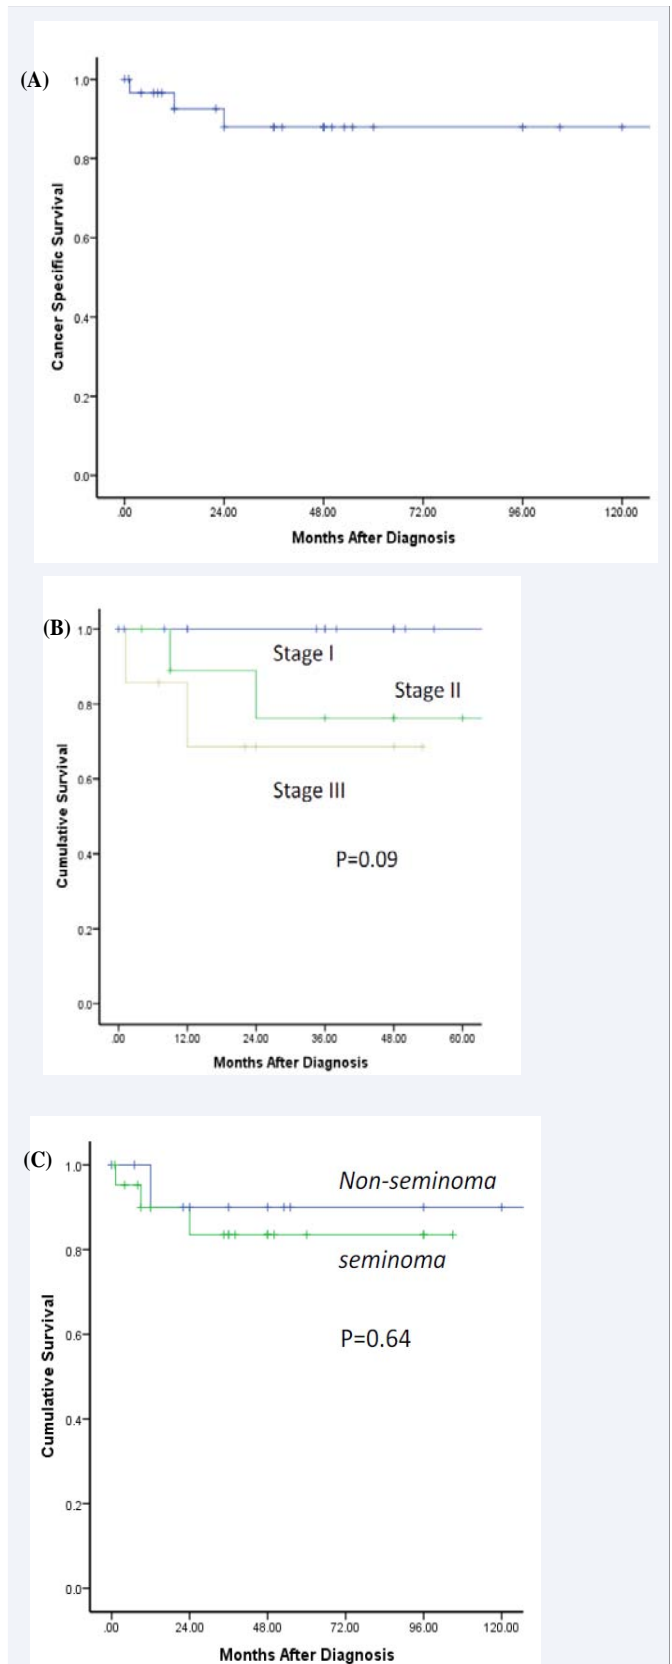 (A)
Cancer Specific Survival
1.0
0.8
0.6
0.4
0.2
0.0
.00 24.00 48.00 72.00 96.00 120.00
Months After Diagnosis
(B)
Cumulative Survival
1.0
0.8
0.6
0.4
0.2
0.0
Stage I
Stage II
Stage III
P=0.09
.00 12.00 24.00 36.00 48.00 60.00
Months After Diagnosis
(C)
Cumulative Survival
1.0
0.8
0.6
0.4
0.2
0.0
Non-seminoma
seminoma
P=0.64
.00 24.00 48.00 72.00 96.00 120.00
Months After Diagnosis